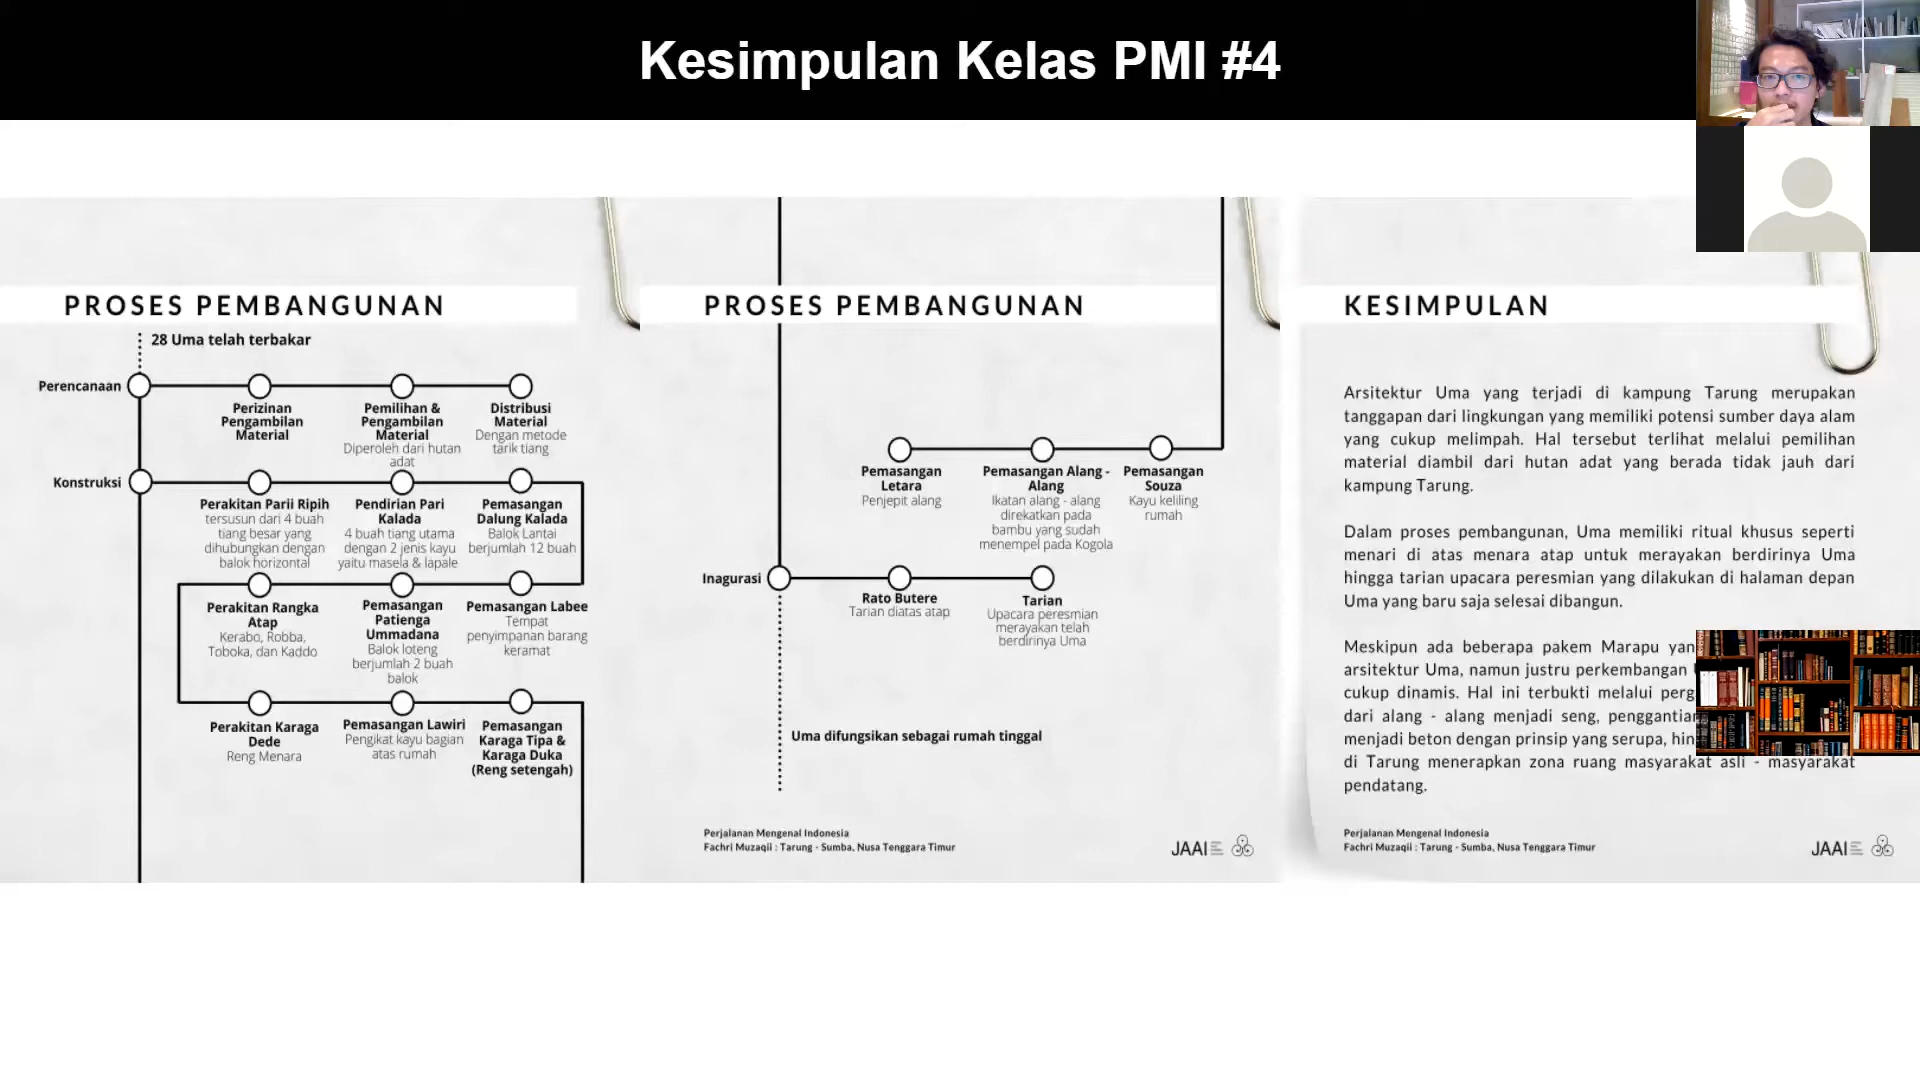 Kesimpulan Kelas PMI #4
PROSES PEMBANGUNAN
28 Uma telah terbakar
Perencanaan
Perizinan
Pengambilan
Material
Pemilihan &
Pengambilan
Material
Diperoleh dari hutan
adat
Distribusi
Material
Dengan metode
tarik tiang
Konstruksi
Perakitan Parii Ripih
tersusun dari 4 buah
tiang besar yang
dihubungkan dengan
balok horizontal
Pendirian Pari
Kalada
4 buah tiang utama
dengan 2 jenis kayu
yaitu masela & lapale
Pemasangan
Dalung Kalada
Balok Lantai
berjumlah 12 buah
Perakitan Rangka
Atap
Kerabo, Robba,
Toboka, dan Kaddo
Pemasangan
Patienga
Ummadana
Balok loteng
berjumlah 2 buah
balok
Pemasangan Labee
Tempat
penyimpanan barang
keramat
Perakitan Karaga
Dede
Reng Menara
Pemasangan Lawiri
Pengikat kayu bagian
atas rumah
Pemasangan
Karaga Tipa &
Karaga Duka
(Reng setengah)
PROSES PEMBANGUNAN
Pemasangan
Letara
Penjepit alang
Pemasangan Alang -
Alang
Ikatan alang - alang
direkatkan pada
bambu yang sudah
menempel pada Kogola
Pemasangan
Souza
Kayu keliling
rumah
Inagurasi
Rato Butere
Tarian diatas atap
Tarian
Upacara peresmian
merayakan telah
berdirinya Uma
Uma difungsikan sebagai rumah tinggal
Perjalanan Mengenal Indonesia
Fachri Muzaqii : Tarung - Sumba, Nusa Tenggara Timur
JAAI
KESIMPULAN
Arsitektur Uma yang terjadi di kampung Tarung merupakan
tanggapan dari lingkungan yang memiliki potensi sumber daya alam
yang cukup melimpah. Hal tersebut terlihat melalui pemilihan
material diambil dari hutan adat yang berada tidak jauh dari
kampung Tarung.
Dalam proses pembangunan, Uma memiliki ritual khusus seperti
menari di atas menara atap untuk merayakan berdirinya Uma
hingga tarian upacara peresmian yang dilakukan di halaman depan
Uma yang baru saja selesai dibangun.
Meskipun ada beberapa pakem Marapu
arsitektur Uma, namun justru perkembangan
cukup dinamis. Hal ini terbukti melalui
dari alang - alang menjadi seng,
menjadi beton dengan prinsip yang serupa,
di Tarung menerapkan zona ruang masyarakat asli - masyarakat
pendatang.
Perjalanan Mengenal Indonesia
Fachri Muzaqii : Tarung - Sumba, Nusa Tenggara Timur
JAAI